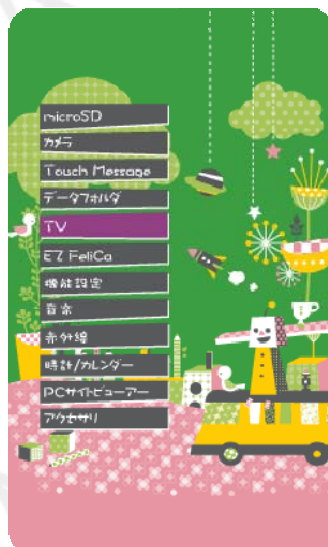 microSD
カメラ
Touch Message
データフォルダ
TV
EZ FeliCa
機能設定
音楽
赤外線
時計/カレンダー
PCサイトビューアー
アクセサリ